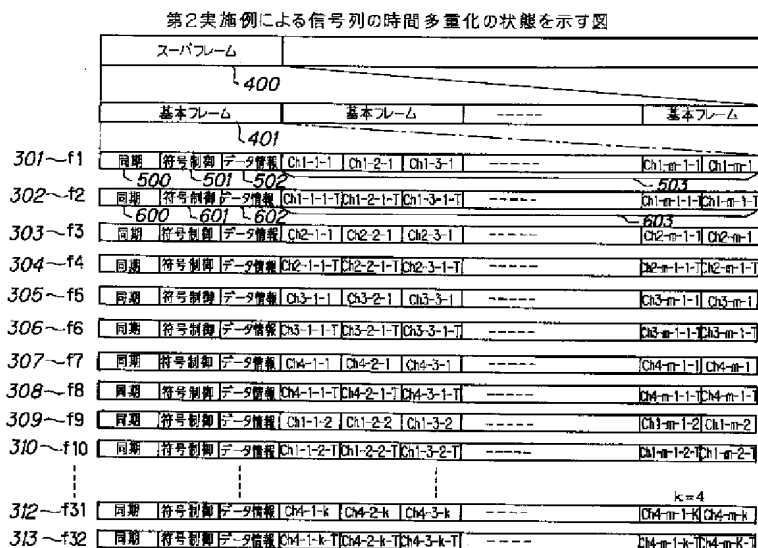 第2実施例による信号列の時間多重化の状態を示す図
スーパフレーム
400
基本フレーム 基本フレーム ----- 基本フレーム
401
301~f1 同期 符号制御 データ情報 Ch1-1-1 Ch1-2-1 Ch1-3-1 ----- Ch1-m-1-1 Ch1-m-1
500 501 502 503
302~f2 同期 符号制御 データ情報 Ch1-1-1-T Ch1-2-1-T Ch1-3-1-T ----- Ch1-m-1-1-T Ch1-m-1-T
600 601 602 603
303~f3 同期 符号制御 データ情報 Ch2-1-1 Ch2-2-1 Ch2-3-1 ----- Ch2-m-1-1 Ch2-m-1
304~f4 同期 符号制御 データ情報 Ch2-1-1-T Ch2-2-1-T Ch2-3-1-T ----- Ch2-m-1-1-T Ch2-m-1-T
305~f5 同期 符号制御 データ情報 Ch3-1-1 Ch3-2-1 Ch3-3-1 ----- Ch3-m-1-1 Ch3-m-1
306~f6 同期 符号制御 データ情報 Ch3-1-1-T Ch3-2-1-T Ch3-3-1-T ----- Ch3-m-1-1-T Ch3-m-1-T
307~f7 同期 符号制御 データ情報 Ch4-1-1 Ch4-2-1 Ch4-3-1 ----- Ch4-m-1-1 Ch4-m-1
308~f8 同期 符号制御 データ情報 Ch4-1-1-T Ch4-2-1-T Ch4-3-1-T ----- Ch4-m-1-1-T Ch4-m-1-T
309~f9 同期 符号制御 データ情報 Ch1-1-2 Ch1-2-2 Ch1-3-2 ----- Ch1-m-1-2 Ch1-m-2
310~f10 同期 符号制御 データ情報 Ch1-1-2-T Ch1-2-2-T Ch1-3-2-T ----- Ch1-m-1-2-T Ch1-m-2-T
k=4
312~f31 同期 符号制御 データ情報 Ch4-1-k Ch4-2-k Ch4-3-k ----- Ch4-m-1-K Ch4-m-k
313~f32 同期 符号制御 データ情報 Ch4-1-k-T Ch4-2-k-T Ch4-3-k-T ----- Ch4-m-1-k-T Ch4-m-K-T